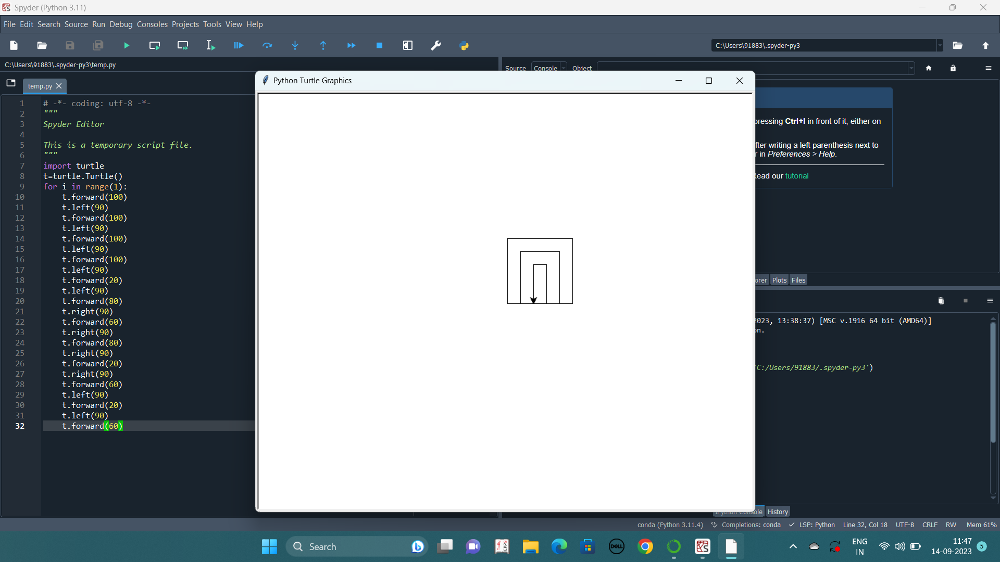 Spyder (Python 3.11)
File Edit Search Source Run Debug Consoles Projects Tools View Help
C:\Users\91883\.spyder-py3
C:\Users\91883\.spyder-py3\temp.py
Source Console Object
temp.py
Python Turtle Graphics
1 # -*- coding: utf-8 -*-
2 """
3 Spyder Editor
4
5 This is a temporary script file.
6 """
7 import turtle
8 t=turtle.Turtle()
9 for i in range(1):
10 t.forward(100)
11 t.left(90)
12 t.forward(100)
13 t.left(90)
14 t.forward(100)
15 t.left(90)
16 t.forward(100)
17 t.left(90)
18 t.forward(20)
19 t.left(90)
20 t.forward(80)
21 t.right(90)
22 t.forward(60)
23 t.right(90)
24 t.forward(80)
25 t.right(90)
26 t.forward(20)
27 t.right(90)
28 t.forward(60)
29 t.left(90)
30 t.forward(20)
31 t.left(90)
32 t.forward(60)
pressing Ctrl+I in front of it, either on
fter writing a left parenthesis next to
r in Preferences > Help.
Read our tutorial
orer Plots Files
2023, 13:38:37) [MSC v.1916 64 bit (AMD64)]
on.
'C:/Users/91883/.spyder-py3')
IPython Console History
conda (Python 3.11.4) Completions: conda LSP: Python Line 32, Col 18 UTF-8 CRLF RW Mem 61%
Search
Tally
ERP9
DELL
ENG
IN
11:47
14-09-2023
5